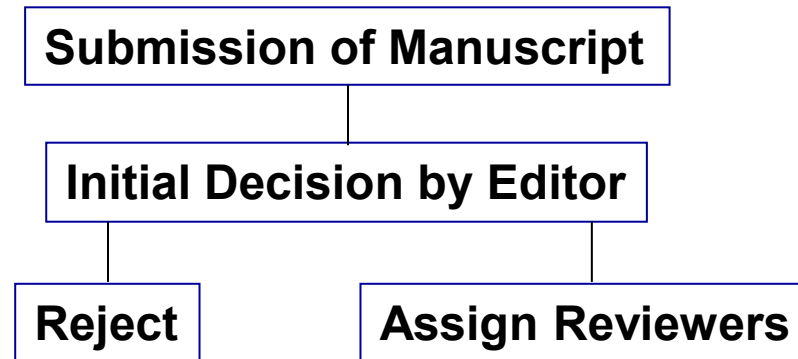 Submission of Manuscript
Initial Decision by Editor
Reject
Assign Reviewers